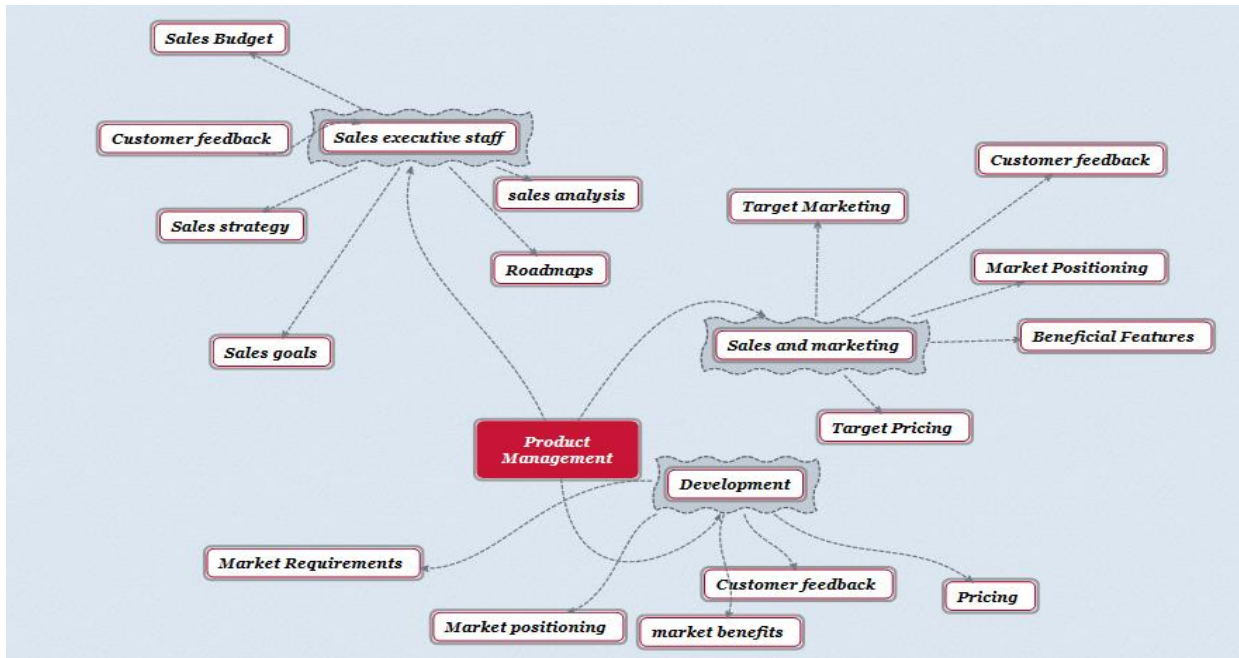 Sales Budget
Customer feedback
Sales executive staff
sales analysis
Sales strategy
Roadmaps
Sales goals
Customer feedback
Target Marketing
Market Positioning
Sales and marketing
Beneficial Features
Target Pricing
Product
Management
Development
Market Requirements
Customer feedback
Pricing
Market positioning
market benefits